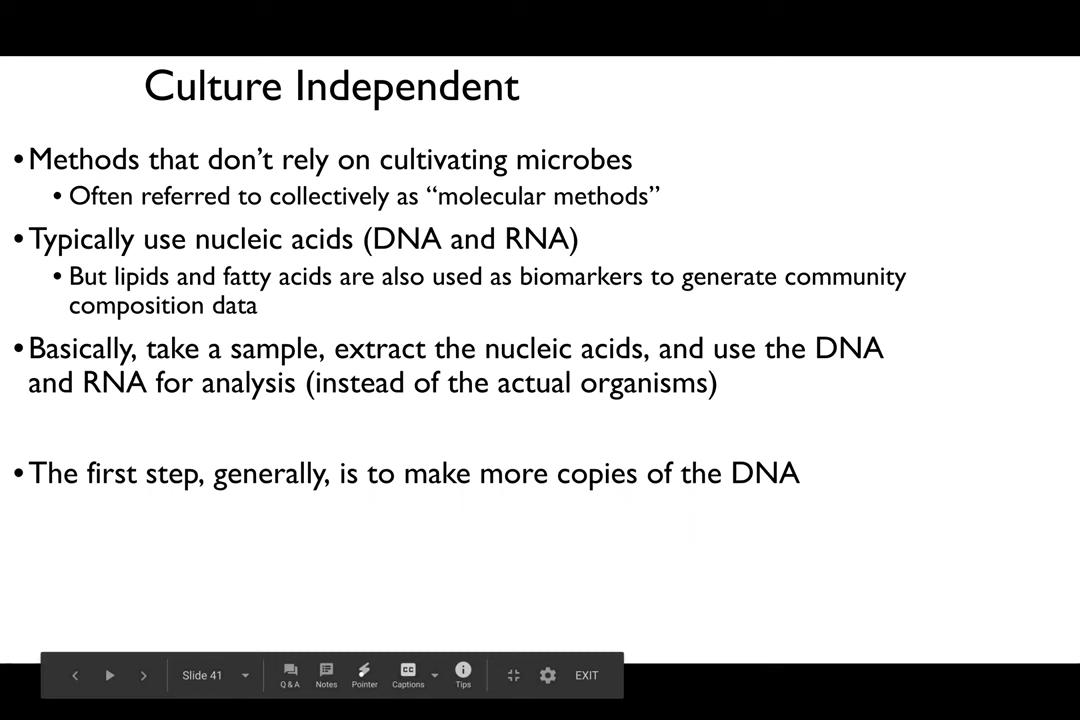 Culture Independent
•Methods that don’t rely on cultivating microbes
• Often referred to collectively as “molecular methods”
•Typically use nucleic acids (DNA and RNA)
• But lipids and fatty acids are also used as biomarkers to generate community
composition data
•Basically, take a sample, extract the nucleic acids, and use the DNA
and RNA for analysis (instead of the actual organisms)
•The first step, generally, is to make more copies of the DNA
Slide 41
Q & A
Notes
Pointer
CC
Captions
Tips
EXIT